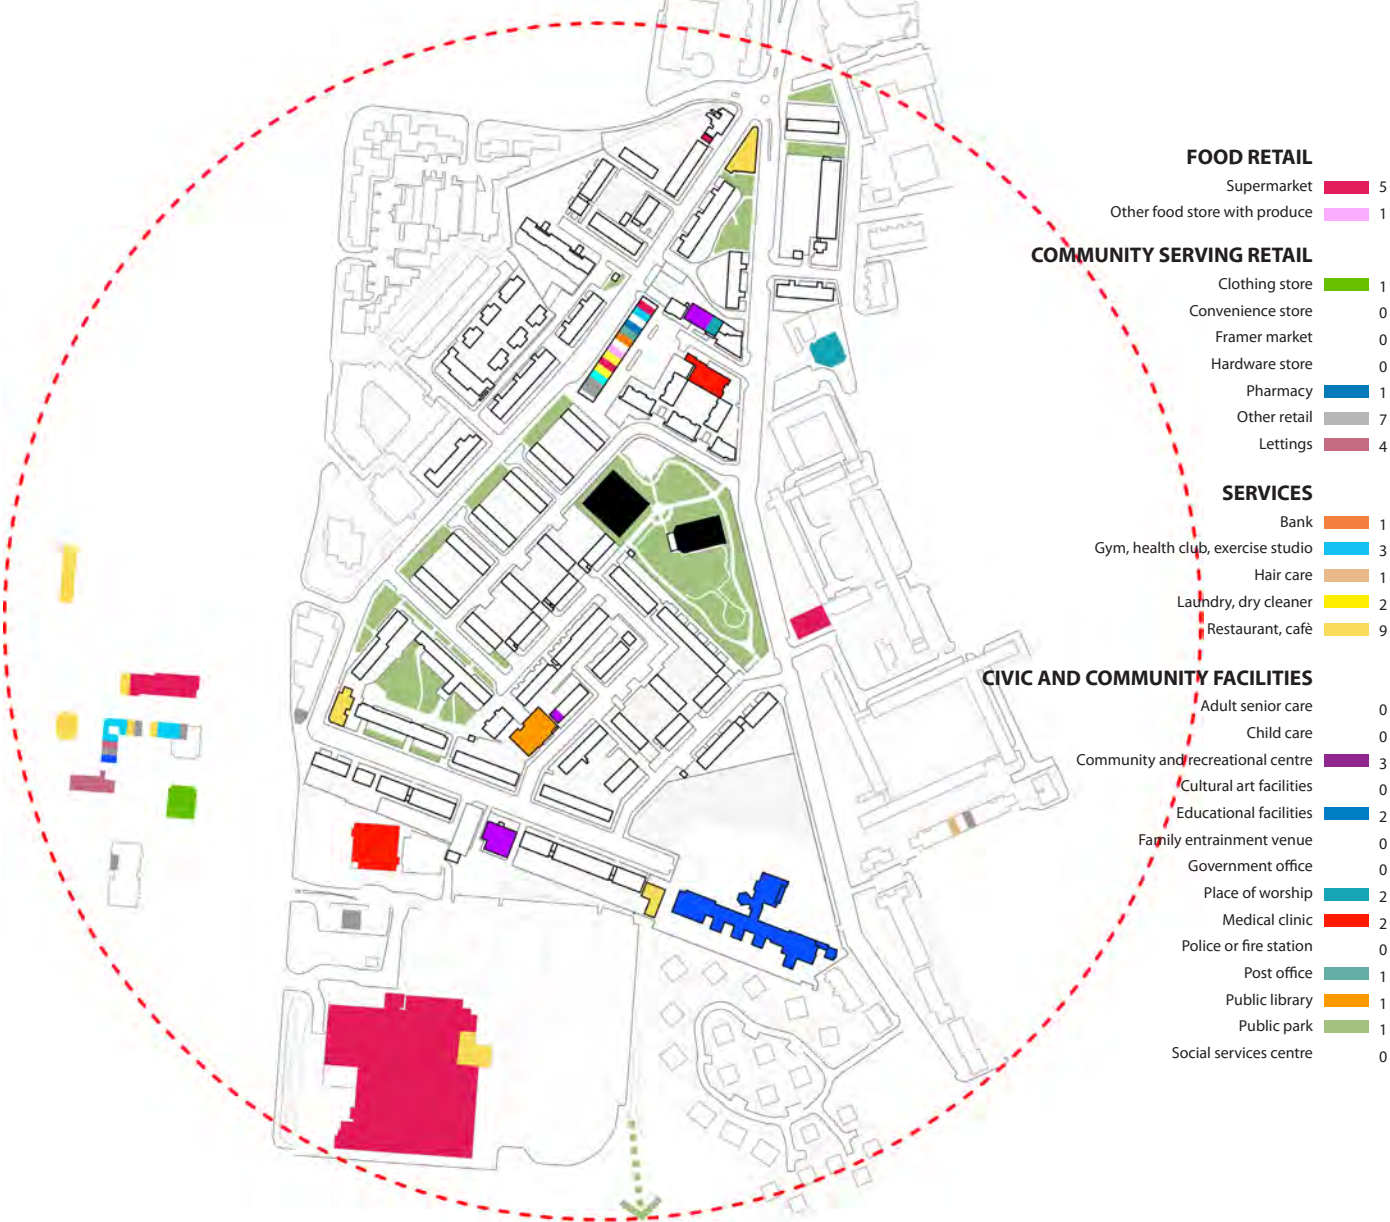 FOOD RETAIL
Supermarket 5
Other food store with produce 1
COMMUNITY SERVING RETAIL
Clothing store 1
Convenience store 0
Framer market 0
Hardware store 0
Pharmacy 1
Other retail 7
Lettings 4
SERVICES
Bank 1
Gym, health club, exercise studio 3
Hair care 1
Laundry, dry cleaner 2
Restaurant, cafè 9
CIVIC AND COMMUNITY FACILITIES
Adult senior care 0
Child care 0
Community and recreational centre 3
Cultural art facilities 0
Educational facilities 2
Family entrainment venue 0
Government office 0
Place of worship 2
Medical clinic 2
Police or fire station 0
Post office 1
Public library 1
Public park 1
Social services centre 0